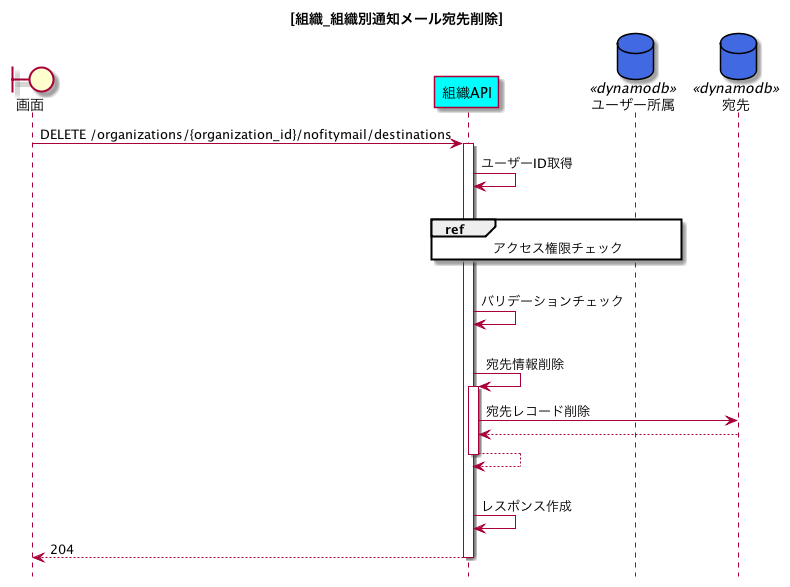 [組織_組織別通知メール宛先削除]
画面
組織API
«dynamodb»
ユーザー所属
«dynamodb»
宛先
DELETE /organizations/{organization_id}/nofitymail/destinations
ユーザーID取得
ref
アクセス権限チェック
バリデーションチェック
宛先情報削除
宛先レコード削除
レスポンス作成
204